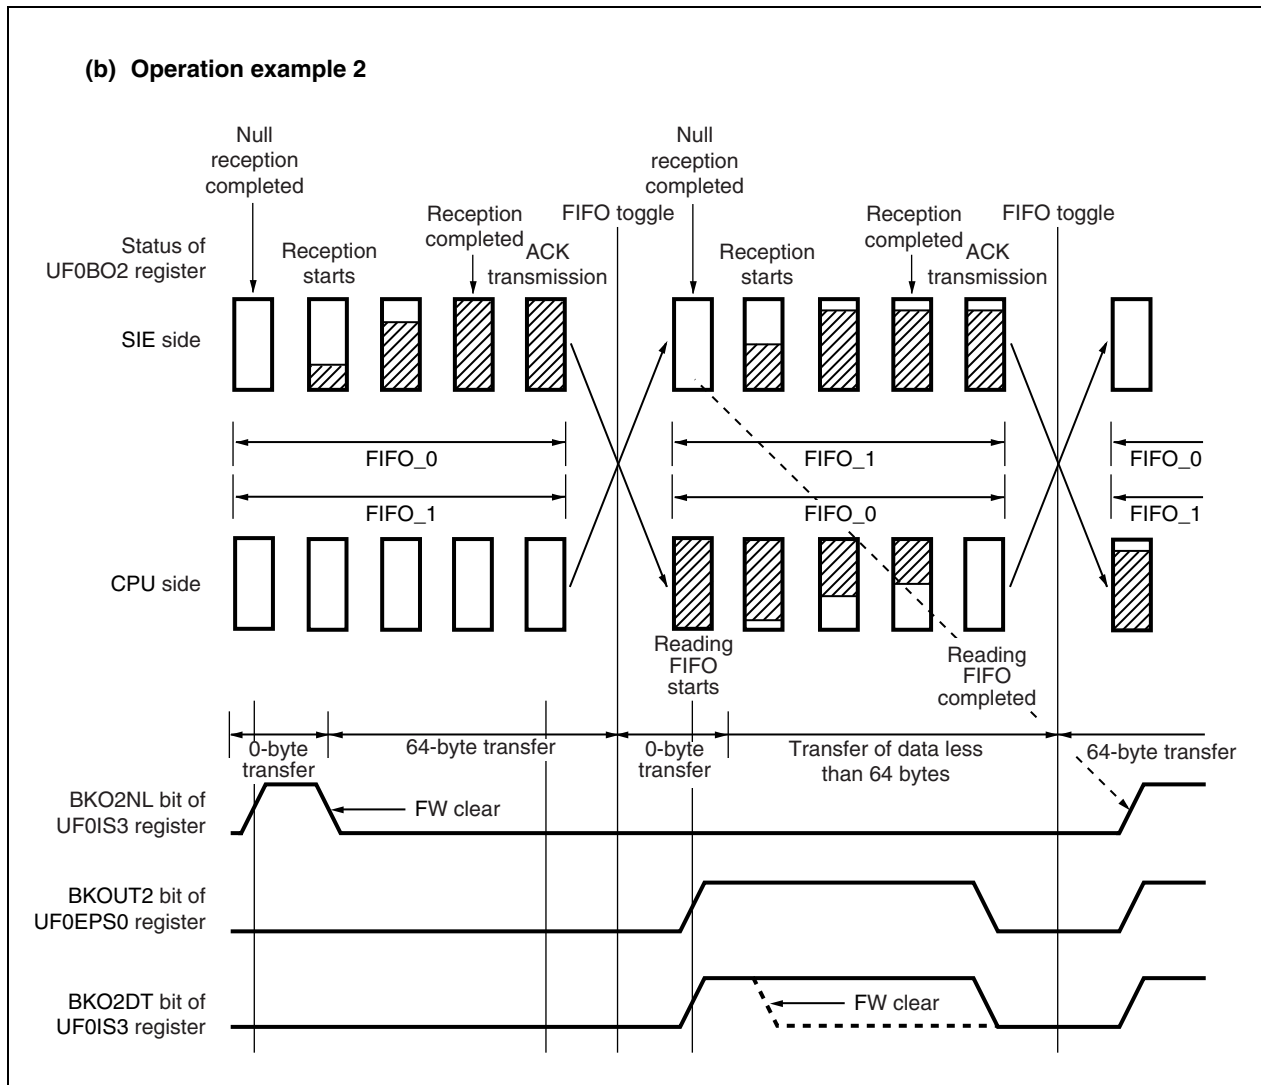 (b) Operation example 2
Null
reception
completed
Null
reception
completed
Reception
completed
FIFO toggle
Reception
completed
FIFO toggle
Status of
UF0BO2 register
Reception
starts
ACK
transmission
Reception
starts
ACK
transmission
SIE side
FIFO_0
FIFO_1
FIFO_0
FIFO_1
FIFO_0
FIFO_1
CPU side
Reading
FIFO
starts
Reading
FIFO
completed
0-byte
transfer
64-byte transfer
0-byte
transfer
Transfer of data less
than 64 bytes
64-byte transfer
BKO2NL bit of
UF0IS3 register
FW clear
BKOUT2 bit of
UF0EPS0 register
BKO2DT bit of
UF0IS3 register
FW clear